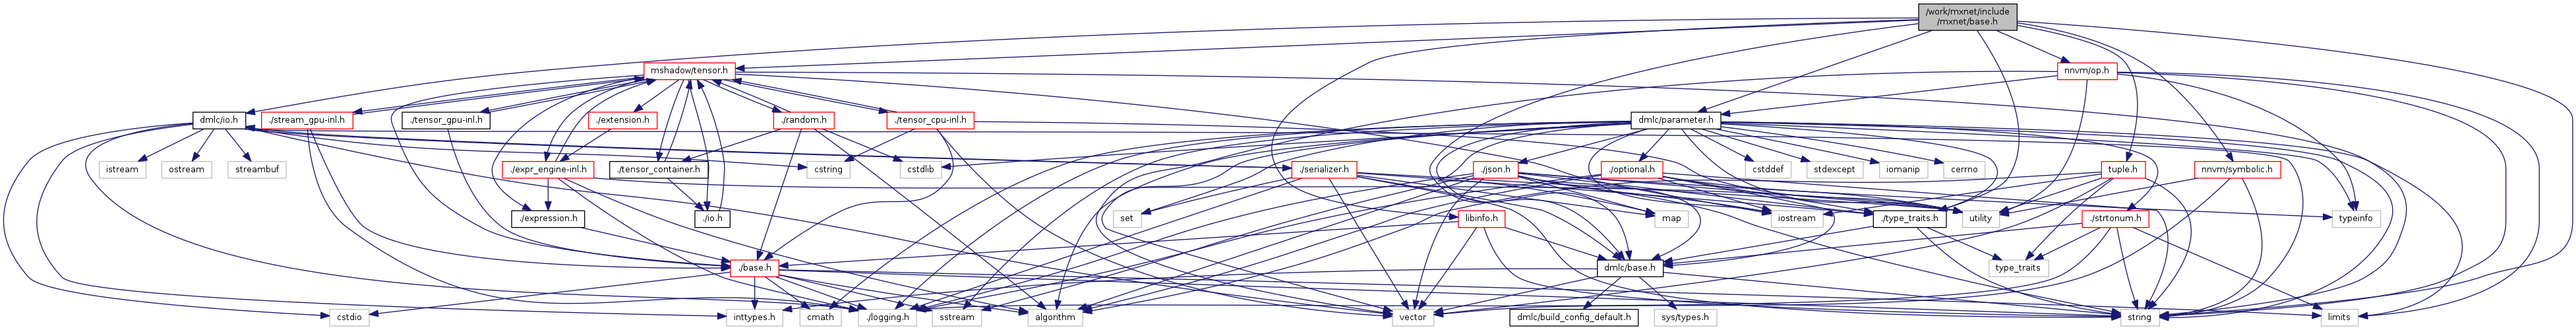 /work/mxnet/include
/mxnet/base.h
mshadow/tensor.h
nnvm/op.h
dmlc/io.h
./stream_gpu-inl.h
./tensor_gpu-inl.h
./extension.h
./random.h
./tensor_cpu-inl.h
dmlc/parameter.h
istream
ostream
streambuf
./expr_engine-inl.h
./tensor_container.h
cstdlib
cstring
./serializer.h
./json.h
./optional.h
cstddef
stdexcept
iomanip
cerrno
tuple.h
nnvm/symbolic.h
./expression.h
./io.h
set
libinfo.h
map
iostream
./type_traits.h
utility
./strtonum.h
typeinfo
./base.h
dmlc/base.h
type_traits
cstdio
inttypes.h
cmath
./logging.h
sstream
algorithm
vector
dmlc/build_config_default.h
sys/types.h
string
limits